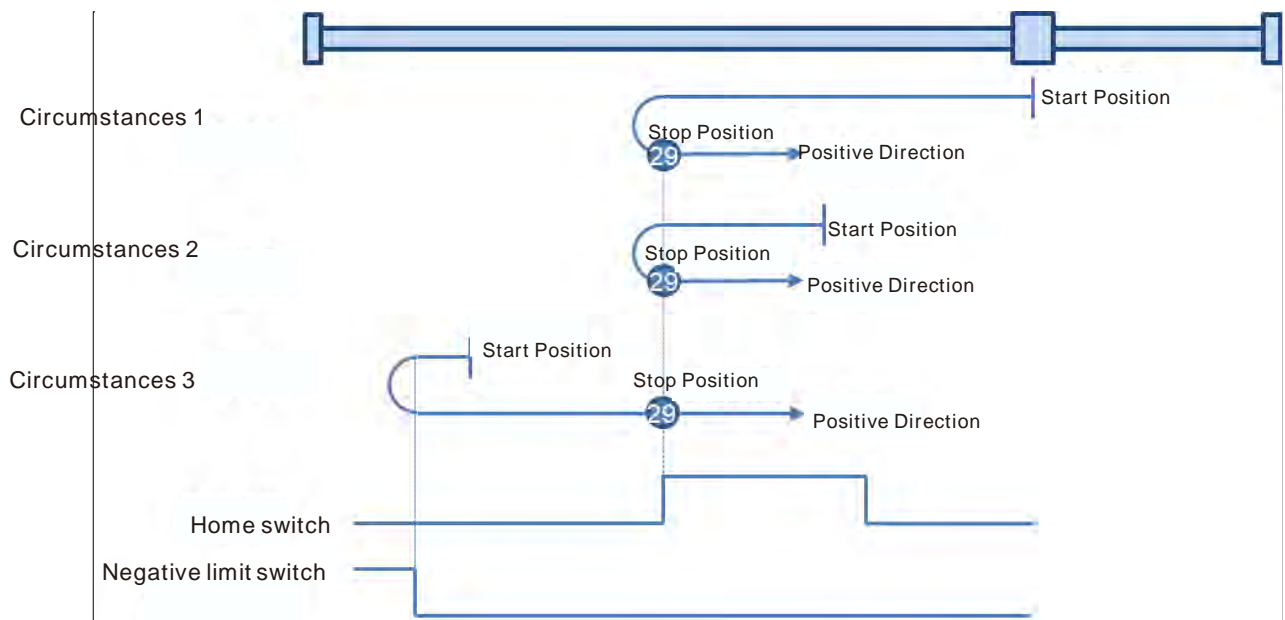 Start Position
Circumstances 1
Stop Position
29
Positive Direction
Start Position
Circumstances 2
Stop Position
29
Positive Direction
Start Position
Circumstances 3
Stop Position
29
Positive Direction
Home switch
Negative limit switch